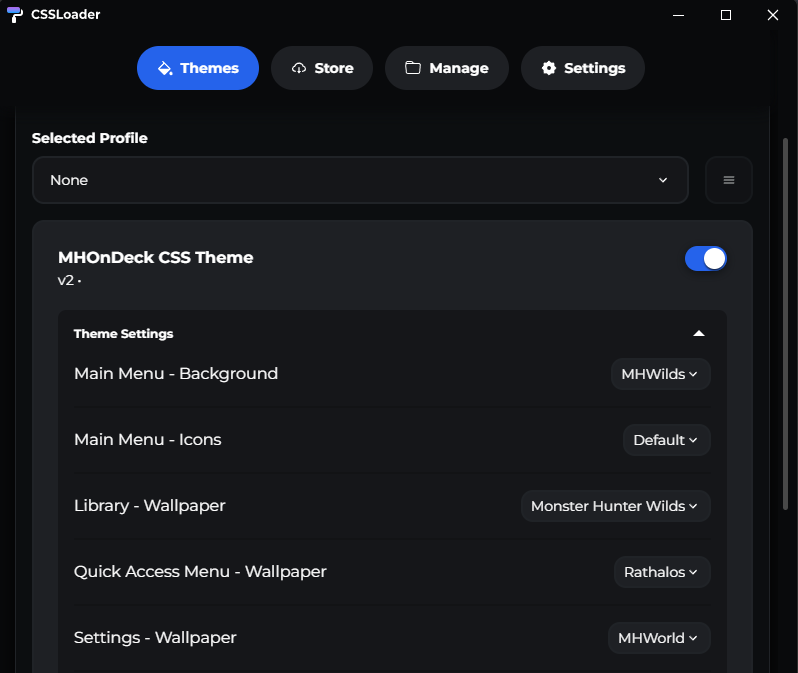 CSSLoader
Themes
Store
Manage
Settings
Selected Profile
None
MHOnDeck CSS Theme
v2 •
Theme Settings
Main Menu - Background
MHWilds
Main Menu - Icons
Default
Library - Wallpaper
Monster Hunter Wilds
Quick Access Menu - Wallpaper
Rathalos
Settings - Wallpaper
MHWorld